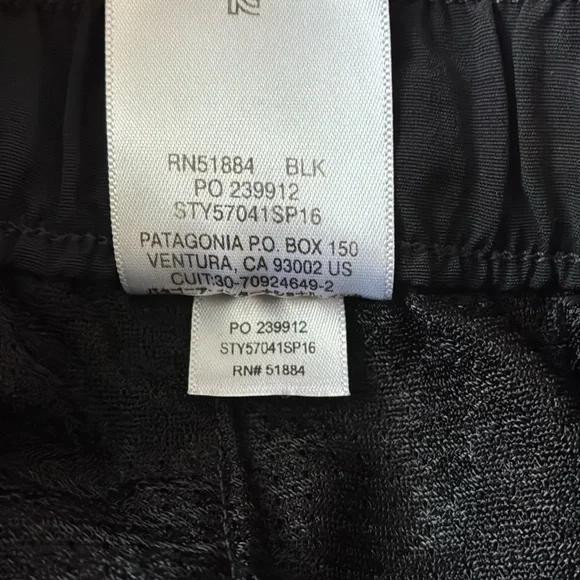 RN51884 BLK
PO 239912
STY57041SP16
PATAGONIA P.O. BOX 150
VENTURA, CA 93002 US
CUIT:30-70924649-2
PO 239912
STY57041SP16
RN# 51884